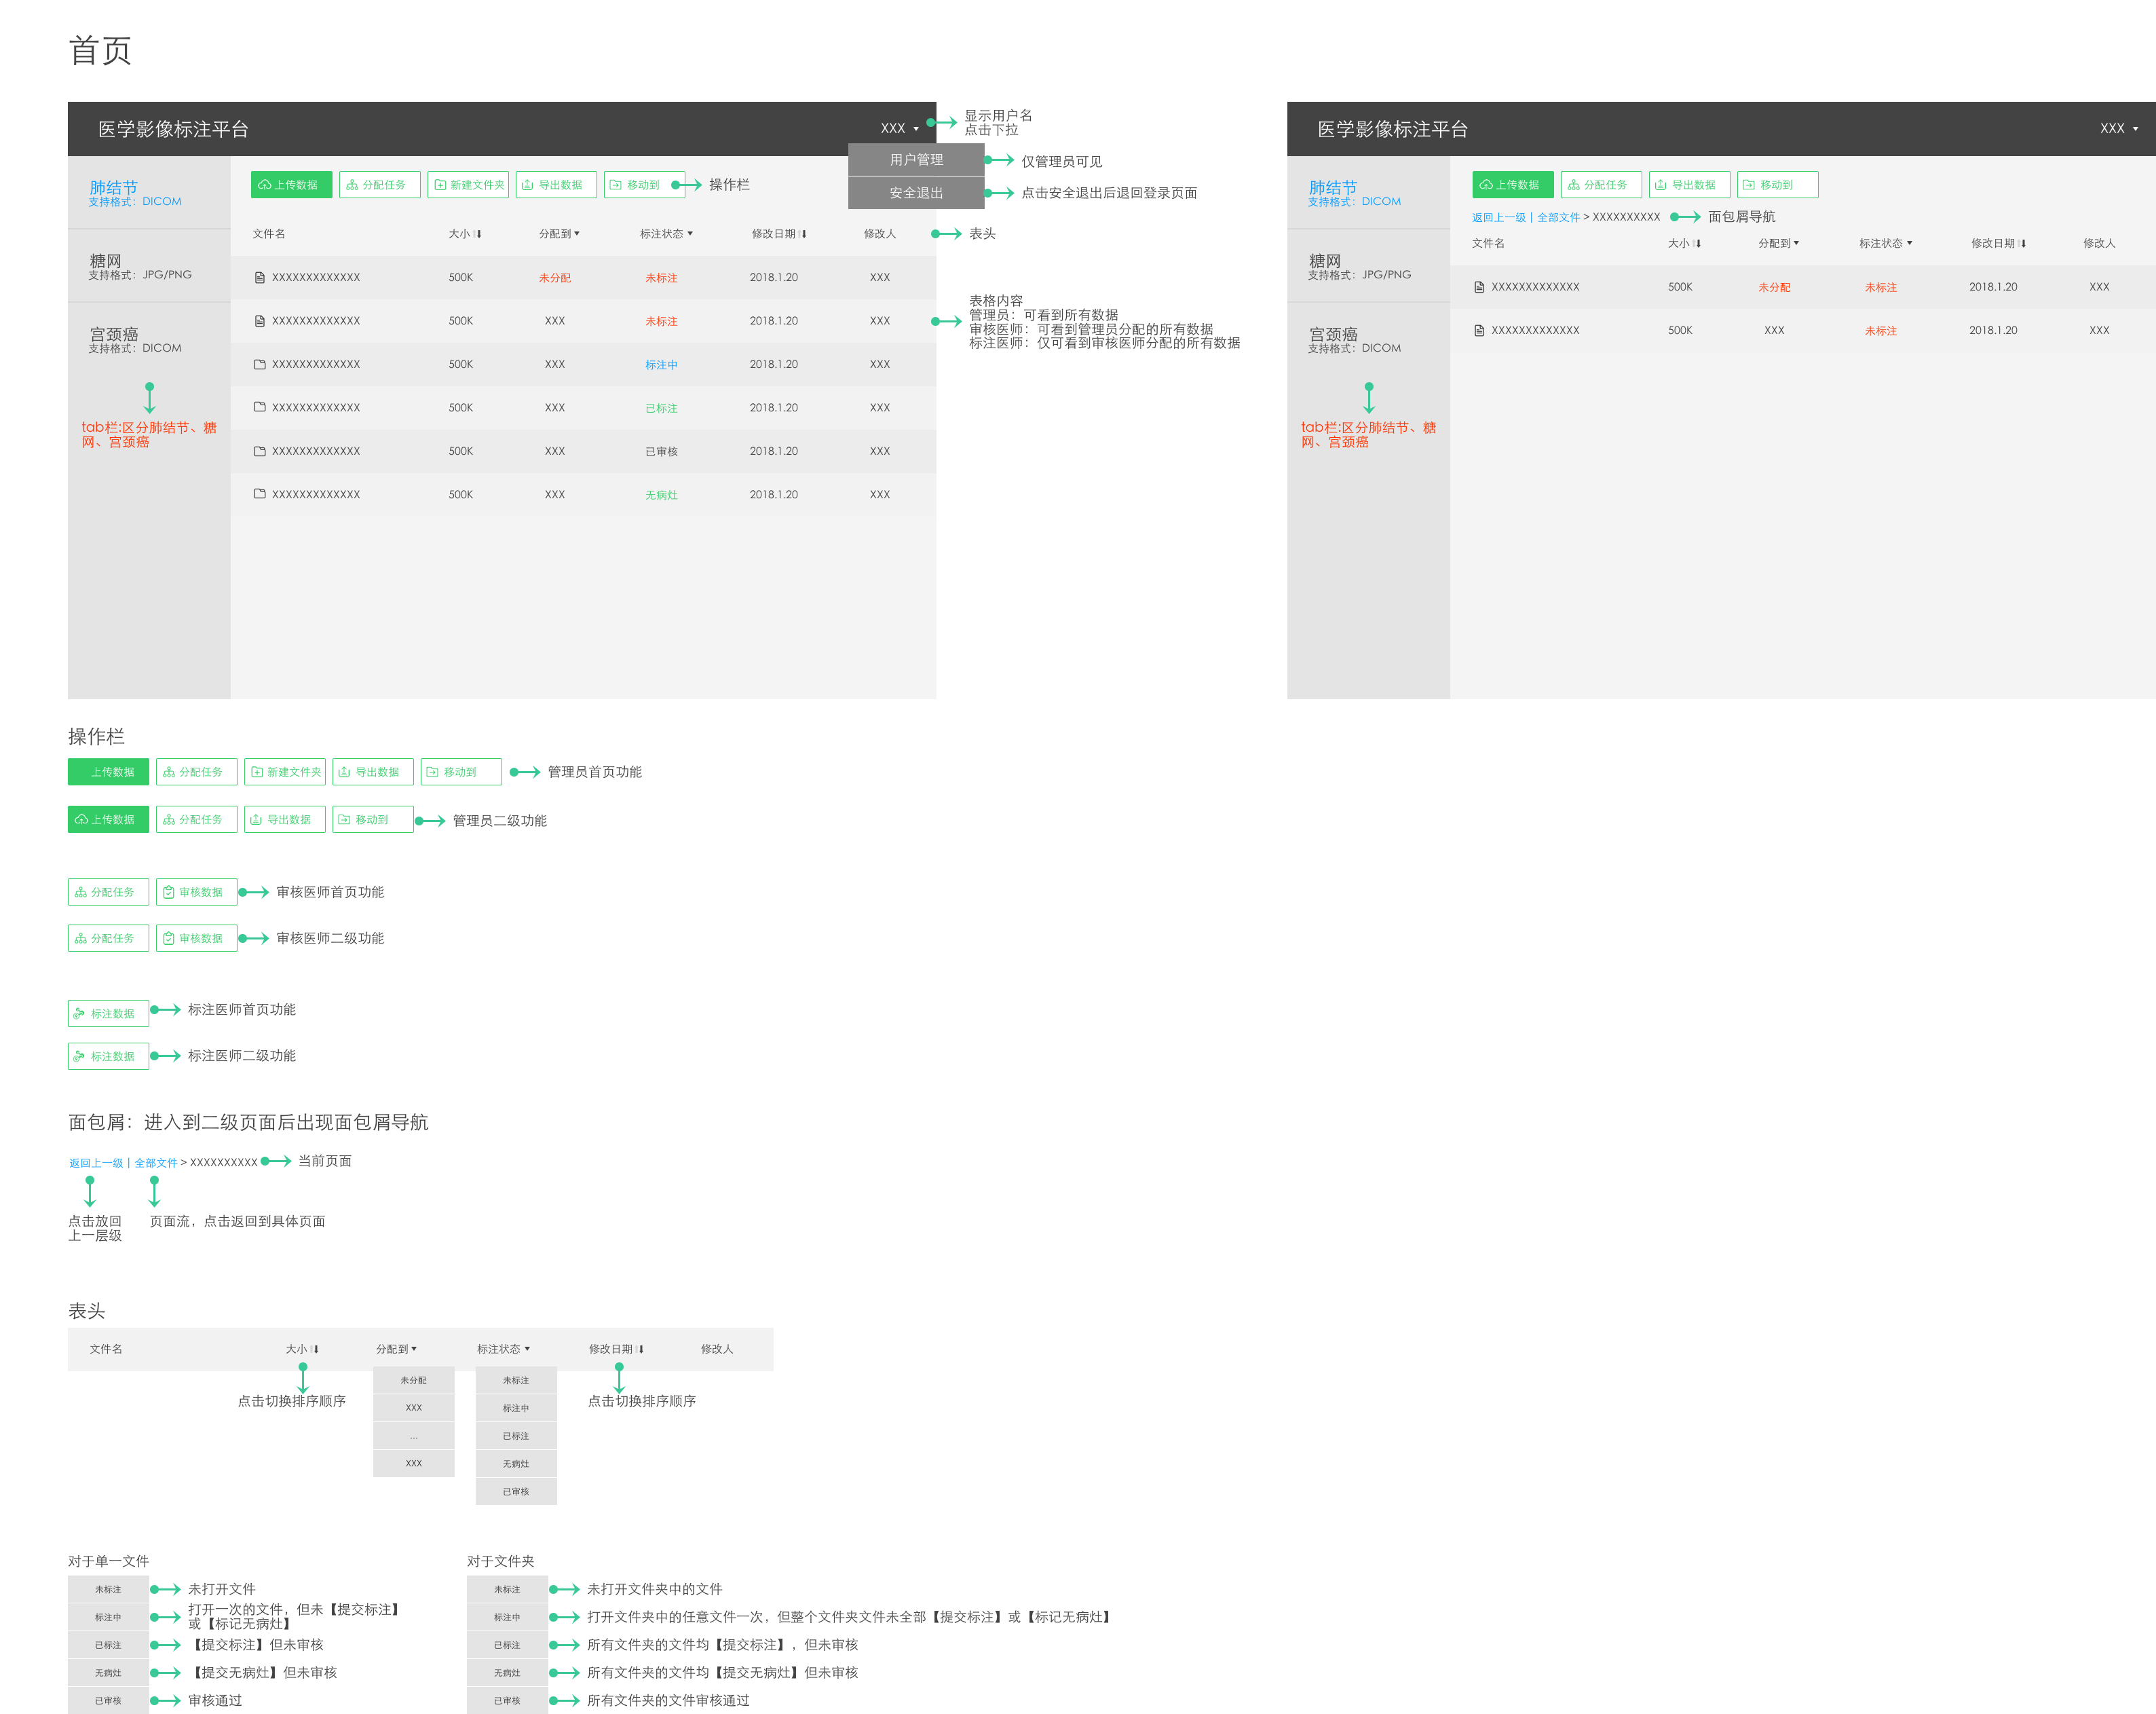 首页
医学影像标注平台
XXX
显示用户名
点击下拉
用户管理
仅管理员可见
安全退出
点击安全退出后退回登录页面
肺结节
支持格式：DICOM
糖网
支持格式：JPG/PNG
宫颈癌
支持格式：DICOM
tab栏:区分肺结节、糖
网、宫颈癌
上传数据 分配任务 新建文件夹 导出数据 移动到 操作栏
文件名 大小 分配到 标注状态 修改日期 修改人 表头
XXXXXXXXXXXXX 500K 未分配 未标注 2018.1.20 XXX
XXXXXXXXXXXXX 500K XXX 未标注 2018.1.20 XXX
XXXXXXXXXXXXX 500K XXX 标注中 2018.1.20 XXX
XXXXXXXXXXXXX 500K XXX 已标注 2018.1.20 XXX
XXXXXXXXXXXXX 500K XXX 已审核 2018.1.20 XXX
XXXXXXXXXXXXX 500K XXX 无病灶 2018.1.20 XXX
表格内容
管理员：可看到所有数据
审核医师：可看到管理员分配的所有数据
标注医师：仅可看到审核医师分配的所有数据
医学影像标注平台
XXX
肺结节
支持格式：DICOM
糖网
支持格式：JPG/PNG
宫颈癌
支持格式：DICOM
tab栏:区分肺结节、糖
网、宫颈癌
上传数据 分配任务 导出数据 移动到
返回上一级 | 全部文件 > XXXXXXXXXX 面包屑导航
文件名 大小 分配到 标注状态 修改日期 修改人
XXXXXXXXXXXXX 500K 未分配 未标注 2018.1.20 XXX
XXXXXXXXXXXXX 500K XXX 未标注 2018.1.20 XXX
操作栏
上传数据 分配任务 新建文件夹 导出数据 移动到 管理员首页功能
上传数据 分配任务 导出数据 移动到 管理员二级功能
分配任务 审核数据 审核医师首页功能
分配任务 审核数据 审核医师二级功能
标注数据 标注医师首页功能
标注数据 标注医师二级功能
面包屑：进入到二级页面后出现面包屑导航
返回上一级 | 全部文件 > XXXXXXXXXX 当前页面
点击放回
上一层级
页面流，点击返回到具体页面
表头
文件名 大小 分配到 标注状态 修改日期 修改人
点击切换排序顺序
未分配
XXX
...
XXX
未标注
标注中
已标注
无病灶
已审核
点击切换排序顺序
对于单一文件
未标注 未打开文件
标注中 打开一次的文件，但未【提交标注】
或【标记无病灶】
已标注 【提交标注】但未审核
无病灶 【提交无病灶】但未审核
已审核 审核通过
对于文件夹
未标注 未打开文件夹中的文件
标注中 打开文件夹中的任意文件一次，但整个文件夹文件未全部【提交标注】或【标记无病灶】
已标注 所有文件夹的文件均【提交标注】，但未审核
无病灶 所有文件夹的文件均【提交无病灶】但未审核
已审核 所有文件夹的文件审核通过